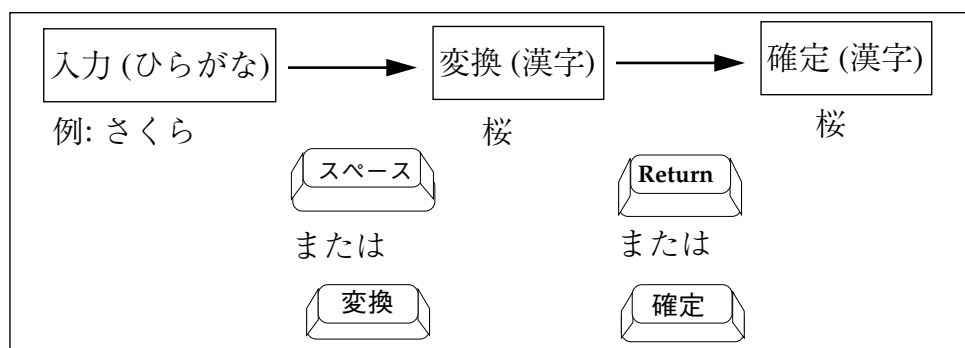 入力 (ひらがな)
変換 (漢字)
確定 (漢字)
例: さくら
桜
桜
スペース
Return
または
または
変換
確定